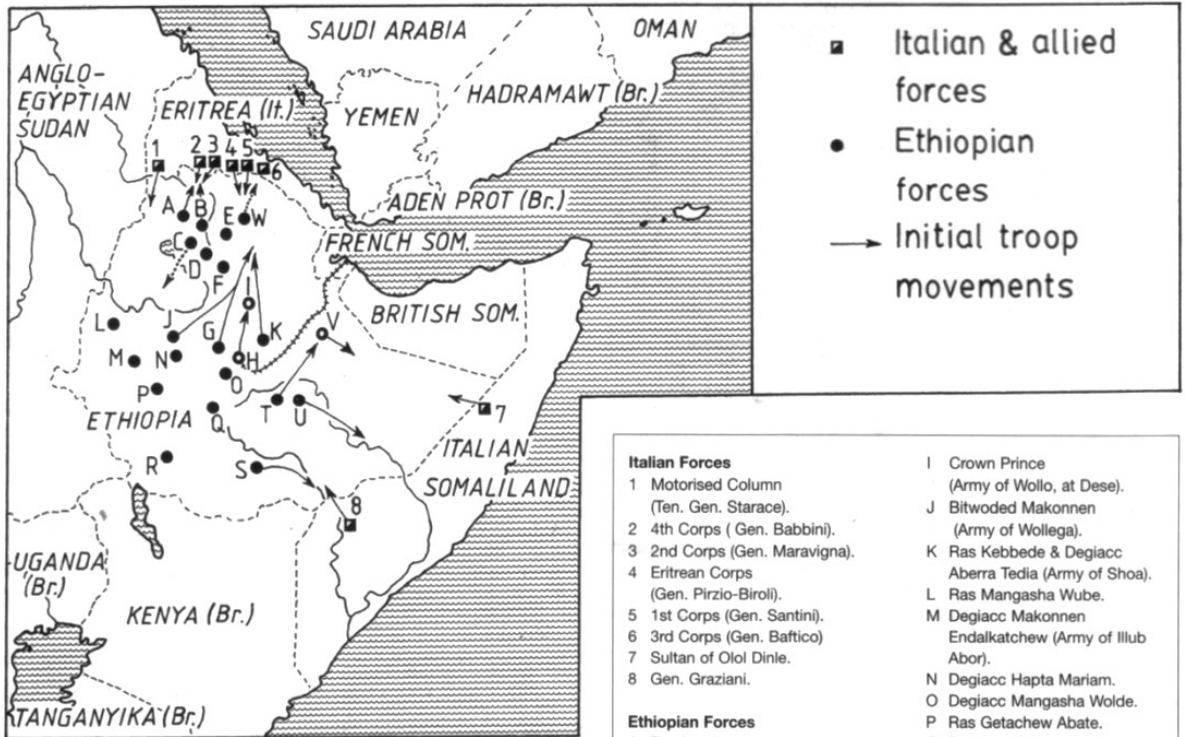 SAUDI ARABIA
OMAN
ANGLO-
EGYPTIAN
SUDAN
ERITREA (It.)
YEMEN
HADRAMAWT (Br.)
1
2 3 4 5
6
ADEN PROT (Br.)
A B E W
C
D
F
FRENCH SOM.
BRITISH SOM.
I
L J G K V
M N H
O
P
ETHIOPIA
Q T U
7
ITALIAN
SOMALILAND
R S
8
UGANDA
(Br.)
KENYA (Br.)
TANGANYIKA (Br.)
Italian & allied
forces
Ethiopian
forces
Initial troop
movements
Italian Forces
1 Motorised Column
(Ten. Gen. Starace).
2 4th Corps ( Gen. Babbini).
3 2nd Corps (Gen. Maravigna).
4 Eritrean Corps
(Gen. Pirzio-Biroli).
5 1st Corps (Gen. Santini).
6 3rd Corps (Gen. Baftico)
7 Sultan of Olol Dinle.
8 Gen. Graziani.
Ethiopian Forces
I Crown Prince
(Army of Wollo, at Dese).
J Bitwoded Makonnen
(Army of Wollega).
K Ras Kebbede & Degiacc
Aberra Tedia (Army of Shoa).
L Ras Mangasha Wube.
M Degiacc Makonnen
Endalkatchew (Army of Illub
Abor).
N Degiacc Hapta Mariam.
O Degiacc Mangasha Wolde.
P Ras Getachew Abate.